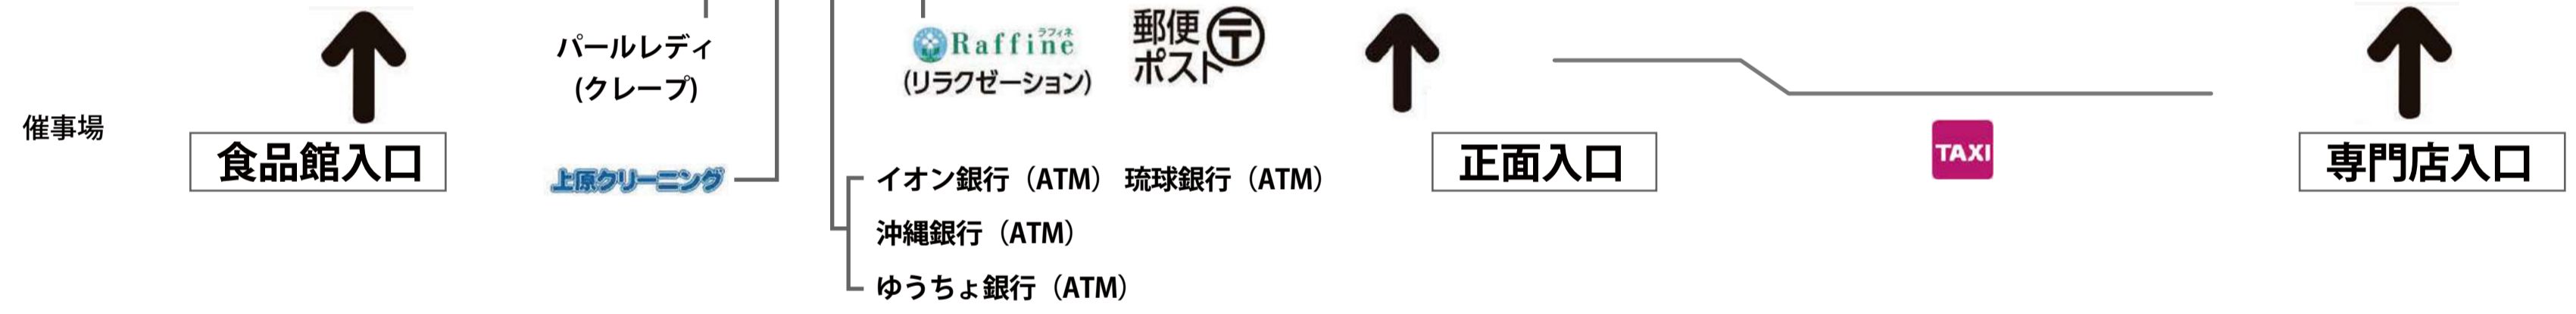 催事場
食品館入口
パールレディ
(クレープ)
上原クリーニング
ラフィネ
Raffine
(リラクゼーション)
郵便
ポスト
〒
イオン銀行（ATM） 琉球銀行（ATM）
沖縄銀行（ATM）
ゆうちょ銀行（ATM）
正面入口
TAXI
専門店入口